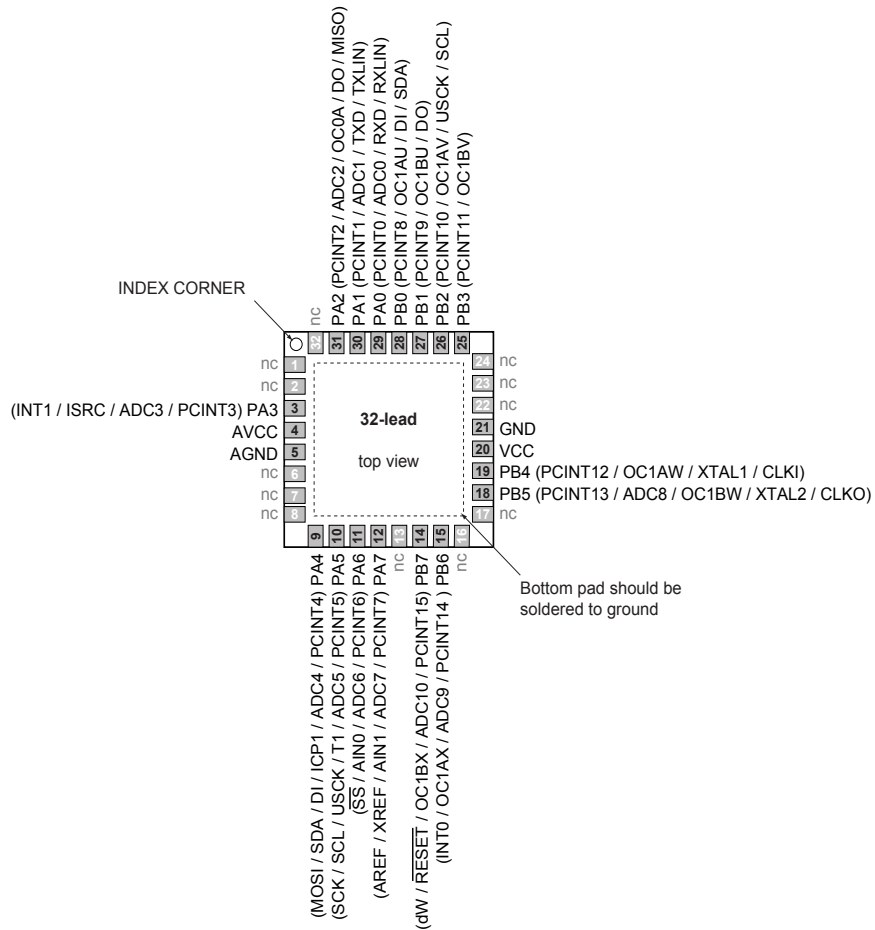 PA2 (PCINT2 / ADC2 / OC0A / DO / MISO)
PA1 (PCINT1 / ADC1 / TXD / TXLIN)
PA0 (PCINT0 / ADC0 / RXD / RXLIN)
PB0 (PCINT8 / OC1AU / DI / SDA)
PB1 (PCINT9 / OC1BU / DO)
PB2 (PCINT10 / OC1AV / USCK / SCL)
PB3 (PCINT11 / OC1BV)
INDEX CORNER
nc
32
31
30
29
28
27
26
25
nc 1
nc 2
(INT1 / ISRC / ADC3 / PCINT3) PA3 3
AVCC 4
AGND 5
nc 6
nc 7
nc 8
32-lead
top view
24 nc
23 nc
22 nc
21 GND
20 VCC
19 PB4 (PCINT12 / OC1AW / XTAL1 / CLKI)
18 PB5 (PCINT13 / ADC8 / OC1BW / XTAL2 / CLKO)
17 nc
9
10
11
12
13
14
15
16
(MOSI / SDA / DI / ICP1 / ADC4 / PCINT4) PA4
(SCK / SCL / USCK / T1 / ADC5 / PCINT5) PA5
(SS / AIN0 / ADC6 / PCINT6) PA6
(AREF / XREF / AIN1 / ADC7 / PCINT7) PA7
nc
(dW / RESET / OC1BX / ADC10 / PCINT15) PB7
(INT0 / OC1AX / ADC9 / PCINT14 ) PB6
nc
Bottom pad should be
soldered to ground